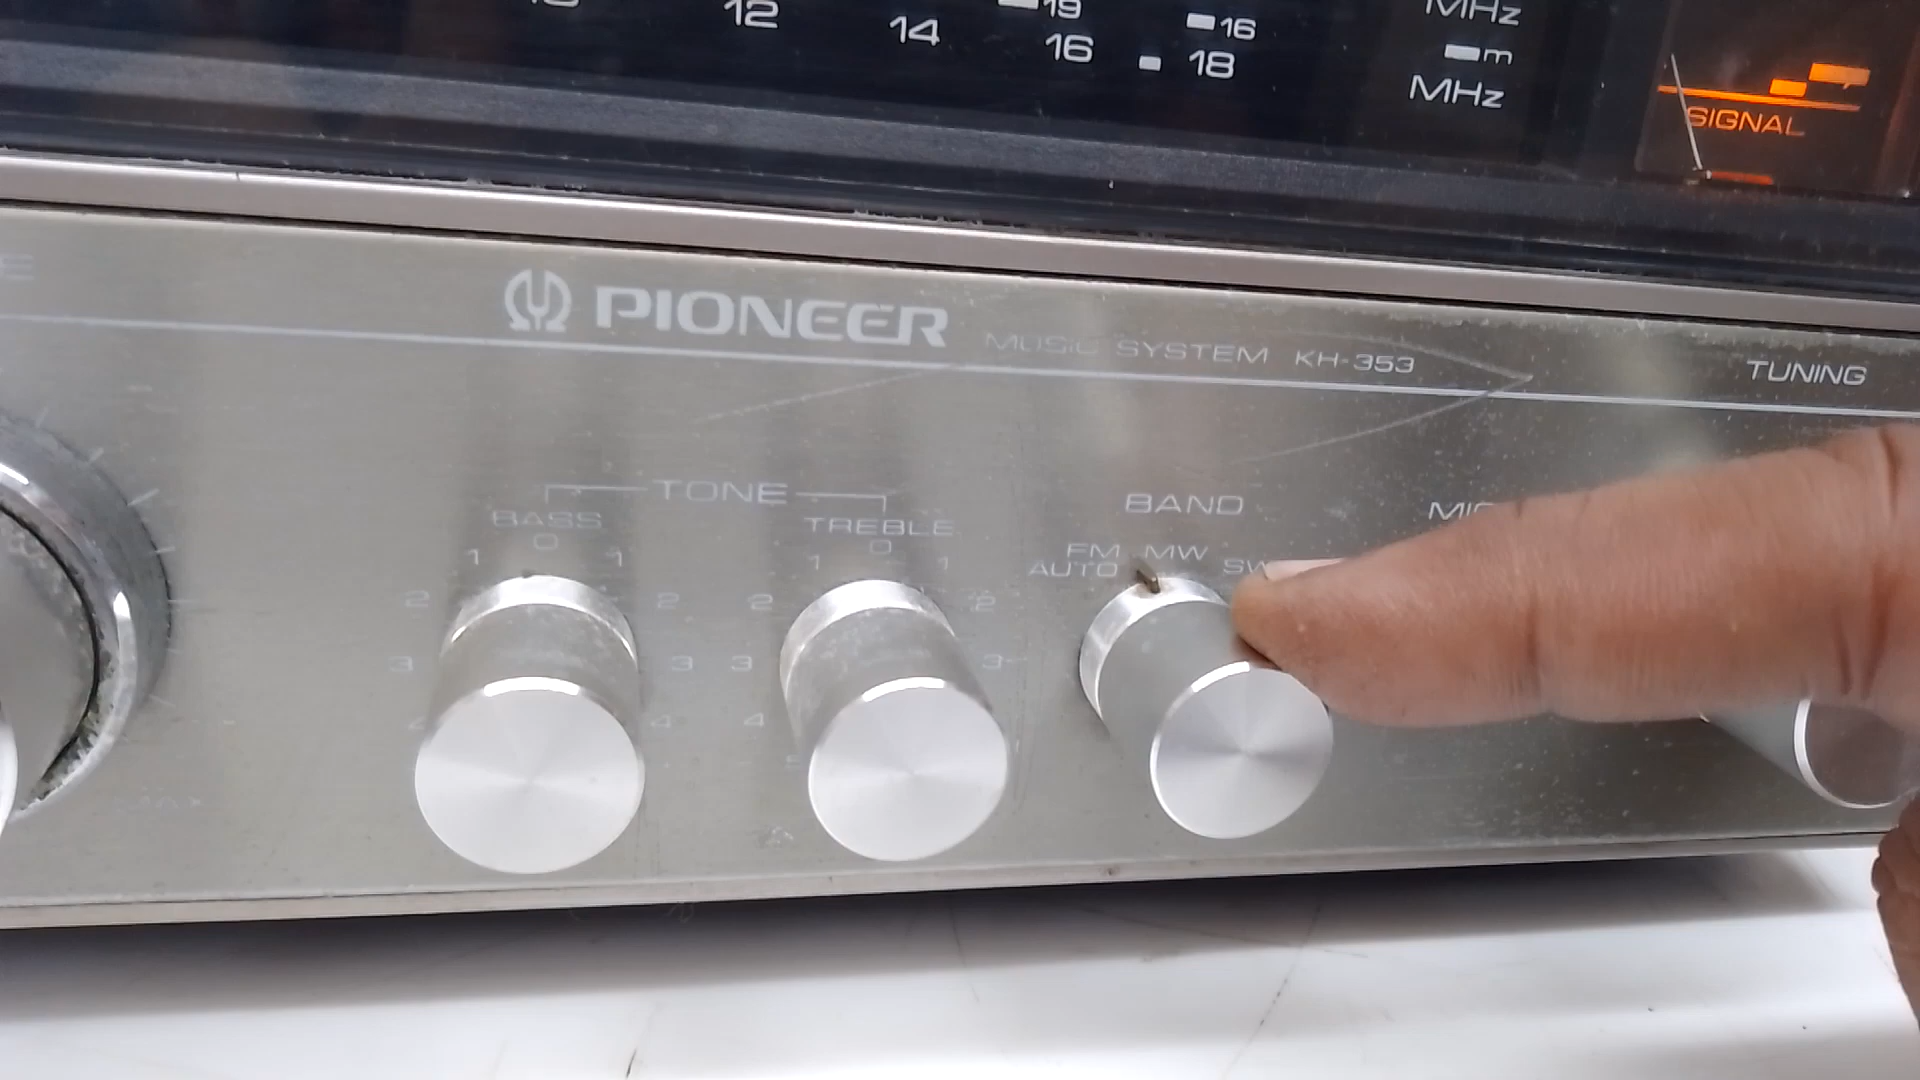 12 14 19 16 16 18
MHz
m
MHz
SIGNAL
PIONEER MUSIC SYSTEM KH-353
TUNING
TONE
BASS
0
1 1
2 2
3 3
4 4
TREBLE
0
1 1
2 2
3 3
4
BAND
FM AUTO MW SW
MAX